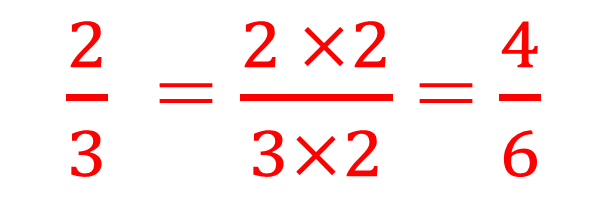 2/3 = 2 ×2/3×2 = 4/6